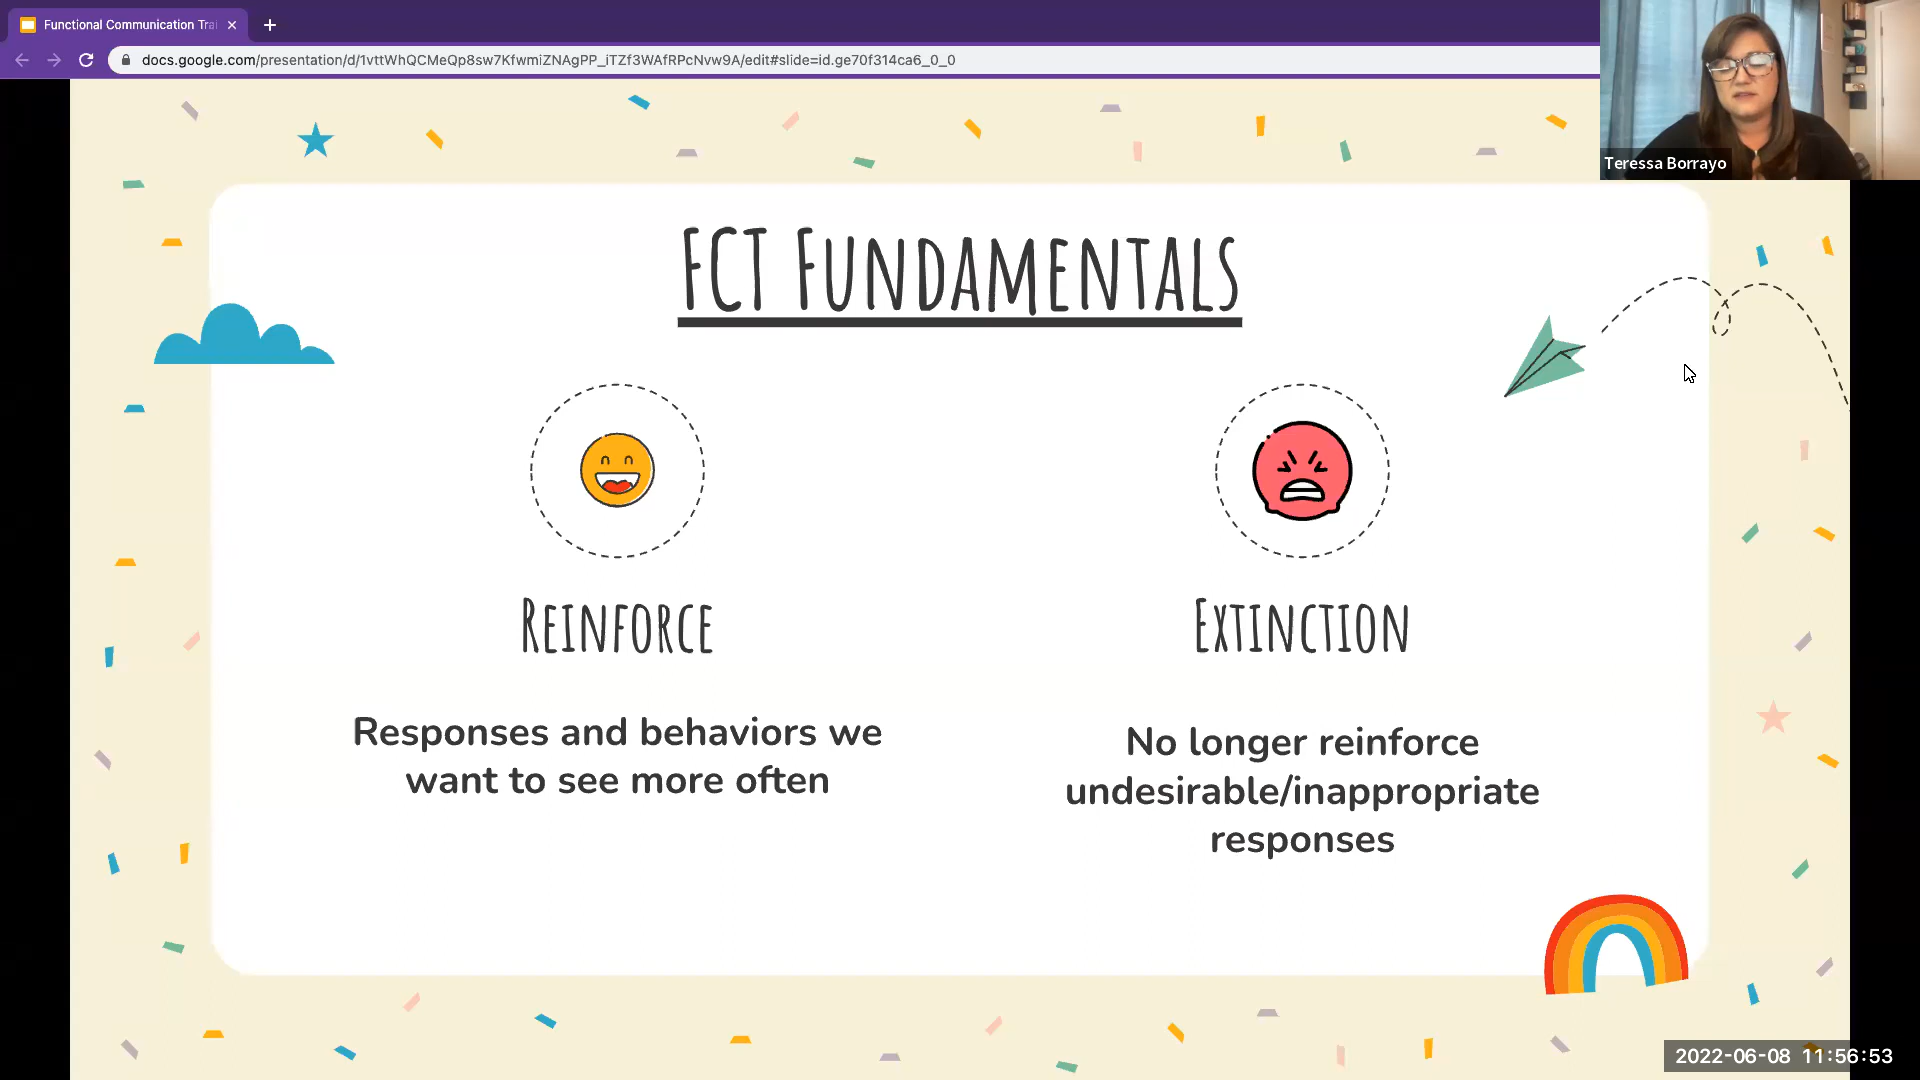 Functional Communication Trai
docs.google.com/presentation/d/1vttWhQCMeQp8sw7KfwmiZNAgPP_iTZf3WAfRPcNvw9A/edit#slide=id.ge70f314ca6_0_0
Teressa Borrayo
FCT Fundamentals
Reinforce
Responses and behaviors we
want to see more often
Extinction
No longer reinforce
undesirable/inappropriate
responses
2022-06-08 11:56:53